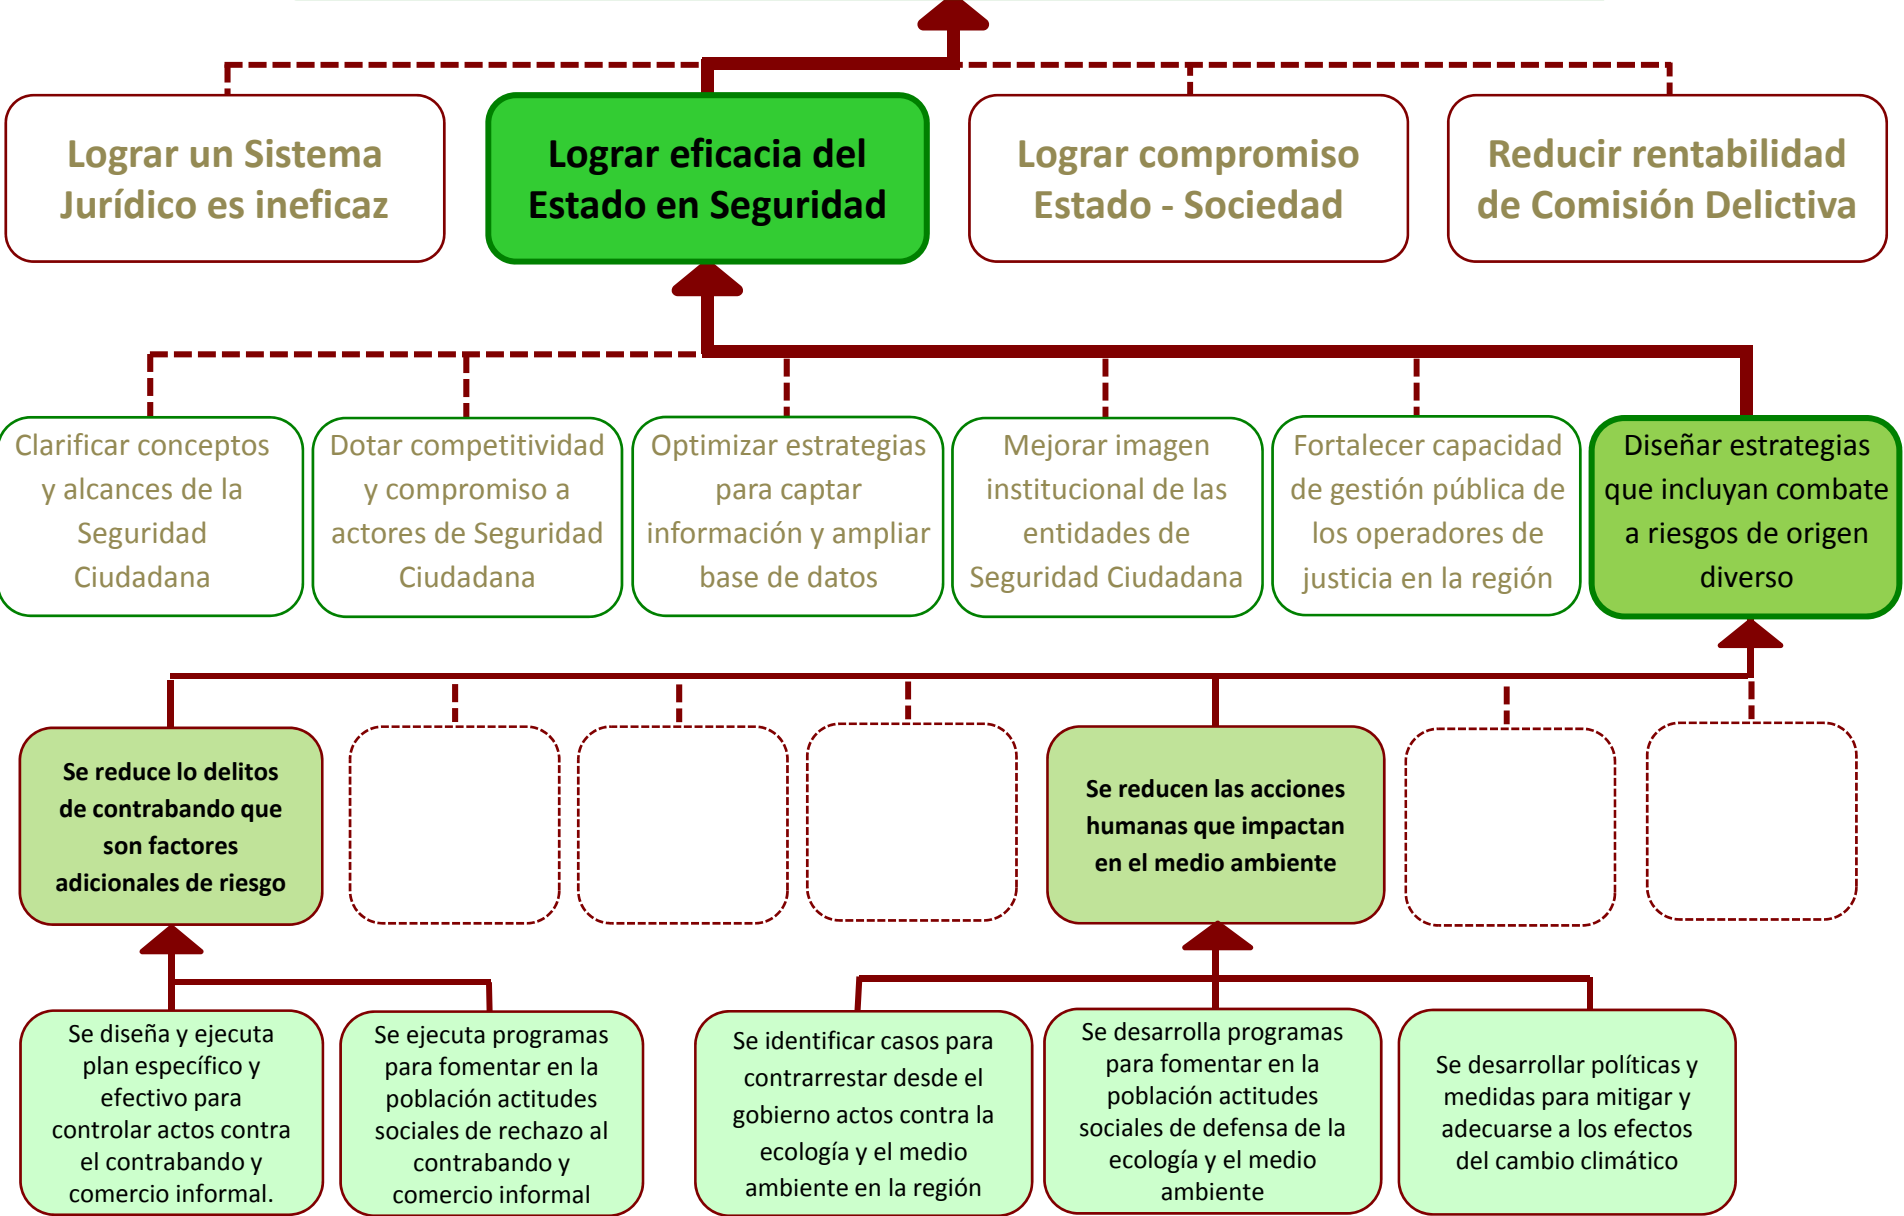 Lograr un Sistema
Jurídico es ineficaz
Lograr eficacia del
Estado en Seguridad
Lograr compromiso
Estado - Sociedad
Reducir rentabilidad
de Comisión Delictiva
Clarificar conceptos
y alcances de la
Seguridad
Ciudadana
Dotar competitividad
y compromiso a
actores de Seguridad
Ciudadana
Optimizar estrategias
para captar
información y ampliar
base de datos
Mejorar imagen
institucional de las
entidades de
Seguridad Ciudadana
Fortalecer capacidad
de gestión pública de
los operadores de
justicia en la región
Diseñar estrategias
que incluyan combate
a riesgos de origen
diverso
Se reduce lo delitos
de contrabando que
son factores
adicionales de riesgo
Se reducen las acciones
humanas que impactan
en el medio ambiente
Se diseña y ejecuta
plan específico y
efectivo para
controlar actos contra
el contrabando y
comercio informal.
Se ejecuta programas
para fomentar en la
población actitudes
sociales de rechazo al
contrabando y
comercio informal
Se identificar casos para
contrarrestar desde el
gobierno actos contra la
ecología y el medio
ambiente en la región
Se desarrolla programas
para fomentar en la
población actitudes
sociales de defensa de la
ecología y el medio
ambiente
Se desarrollar políticas y
medidas para mitigar y
adecuarse a los efectos
del cambio climático